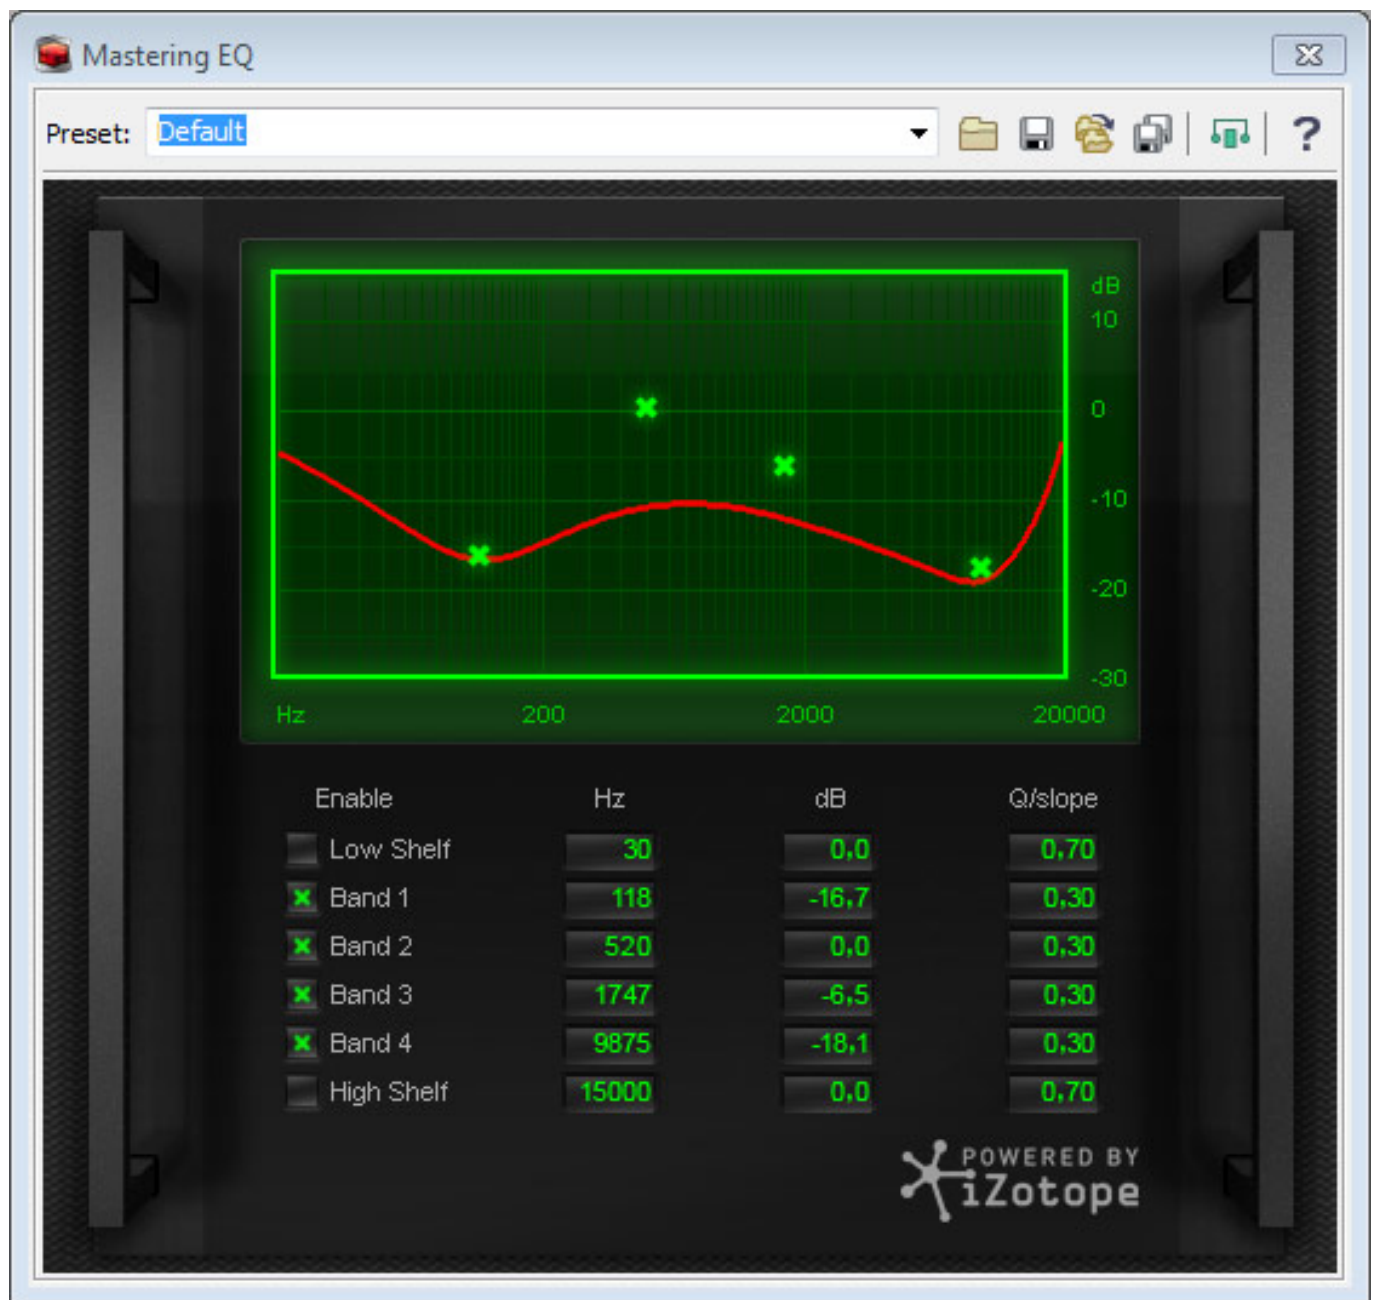 Mastering EQ
Preset: Default
?
dB
10
0
-10
-20
-30
Hz 200 2000 20000
Enable Hz dB Q/slope
Low Shelf 30 0,0 0,70
Band 1 118 -16,7 0,30
Band 2 520 0,0 0,30
Band 3 1747 -6,5 0,30
Band 4 9875 -18,1 0,30
High Shelf 15000 0,0 0,70
POWERED BY
iZotope